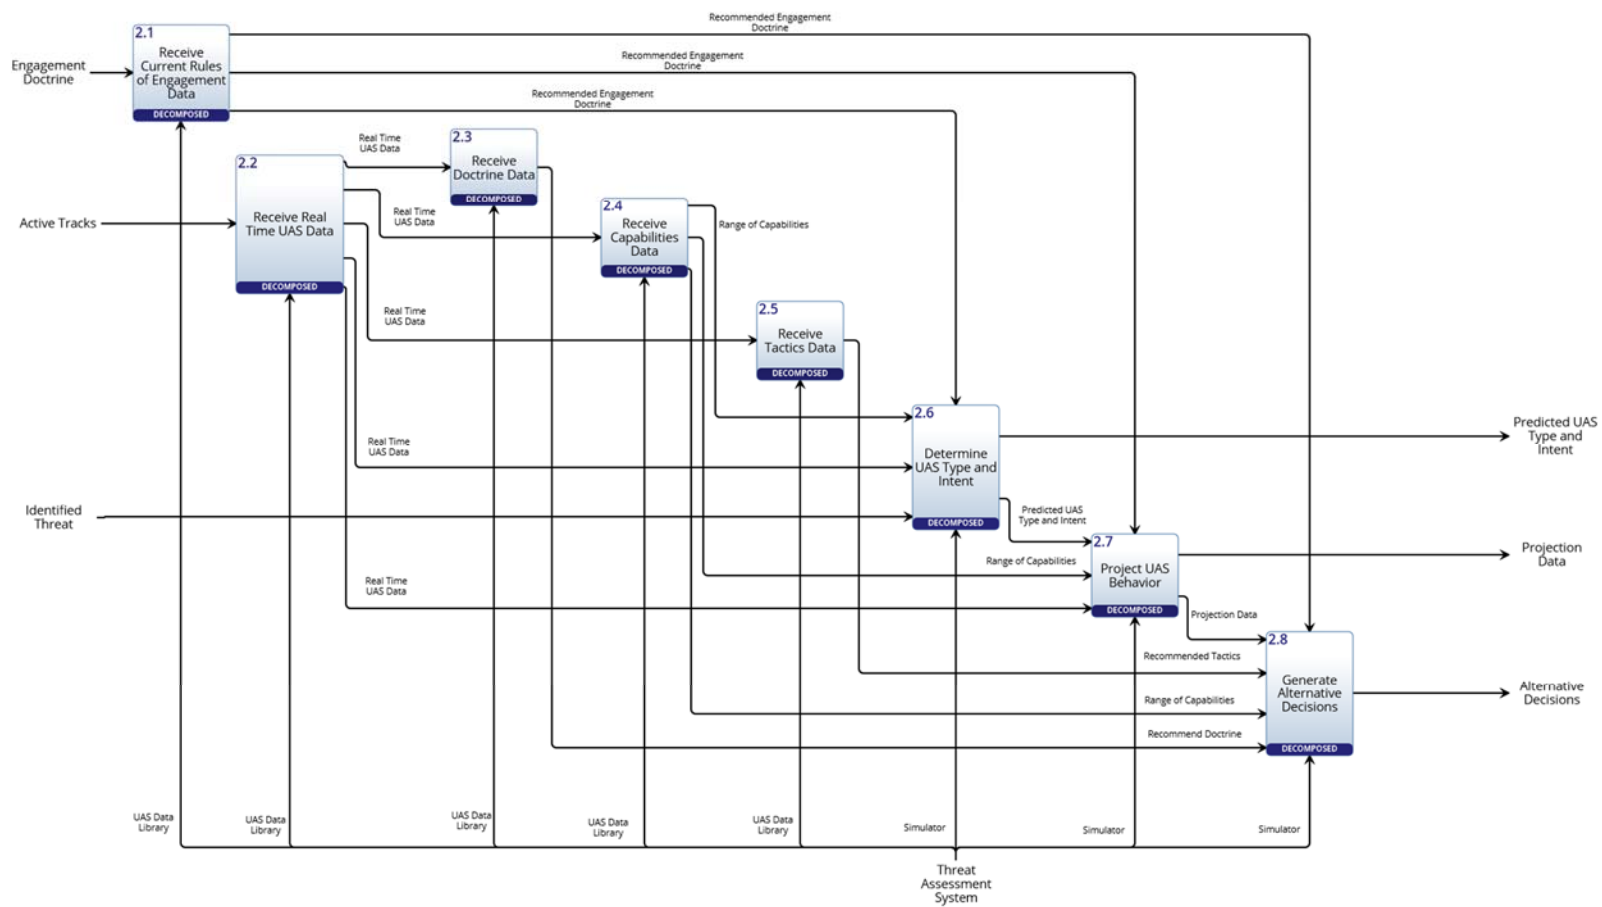 Recommended Engagement
Doctrine
2.1
Receive
Current Rules
of Engagement
Data
DECOMPOSED
Engagement
Doctrine
Recommended Engagement
Doctrine
Recommended Engagement
Doctrine
Real Time
UAS Data
2.3
Receive
Doctrine Data
DECOMPOSED
2.2
Receive Real
Time UAS Data
DECOMPOSED
Active Tracks
Real Time
UAS Data
2.4
Receive
Capabilities
Data
DECOMPOSED
Range of Capabilities
Real Time
UAS Data
2.5
Receive
Tactics Data
DECOMPOSED
2.6
Determine
UAS Type and
Intent
DECOMPOSED
Predicted UAS
Type and
Intent
Real Time
UAS Data
Identified
Threat
Predicted UAS
Type and Intent
2.7
Project UAS
Behavior
DECOMPOSED
Projection
Data
Range of Capabilities
Real Time
UAS Data
Projection Data
2.8
Generate
Alternative
Decisions
DECOMPOSED
Recommended Tactics
Range of Capabilities
Recommend Doctrine
Alternative
Decisions
UAS Data
Library
UAS Data
Library
UAS Data
Library
UAS Data
Library
UAS Data
Library
Simulator
Simulator
Simulator
Threat
Assessment
System